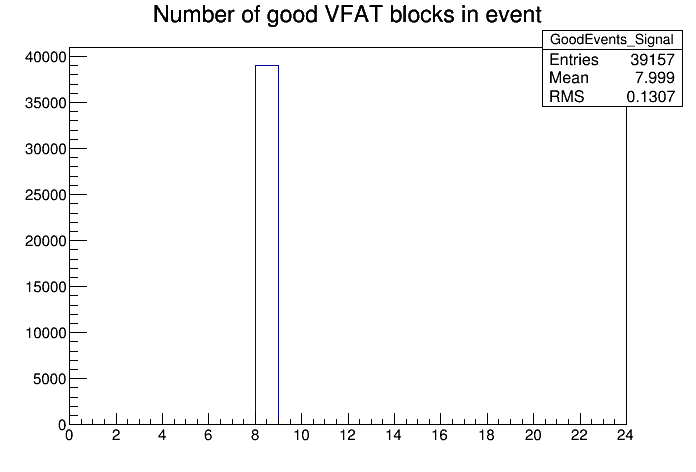 Number of good VFAT blocks in event
GoodEvents_Signal
Entries 39157
Mean 7.999
RMS 0.1307
40000
35000
30000
25000
20000
15000
10000
5000
0
0 2 4 6 8 10 12 14 16 18 20 22 24